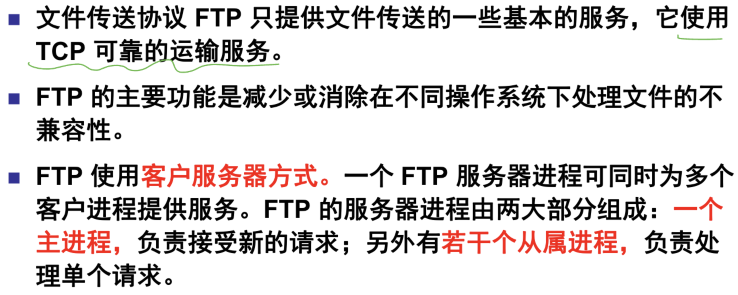 文件传送协议 FTP 只提供文件传送的一些基本的服务，它使用
TCP 可靠的运输服务。
FTP 的主要功能是减少或消除在不同操作系统下处理文件的不
兼容性。
FTP 使用客户服务器方式。一个 FTP 服务器进程可同时为多个
客户进程提供服务。FTP 的服务器进程由两大部分组成：一个
主进程，负责接受新的请求；另外有若干个从属进程，负责处
理单个请求。